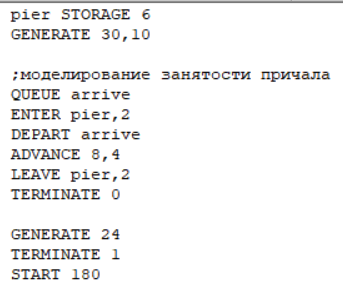 pier STORAGE 6
GENERATE 30,10
;моделирование занятости причала
QUEUE arrive
ENTER pier,2
DEPART arrive
ADVANCE 8,4
LEAVE pier,2
TERMINATE 0
GENERATE 24
TERMINATE 1
START 180